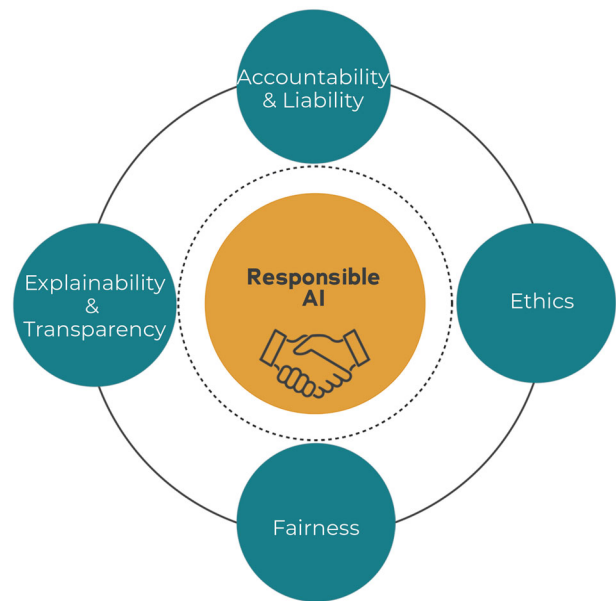 Accountability
& Liability
Explainability
&
Transparency
Responsible
AI
Ethics
Fairness